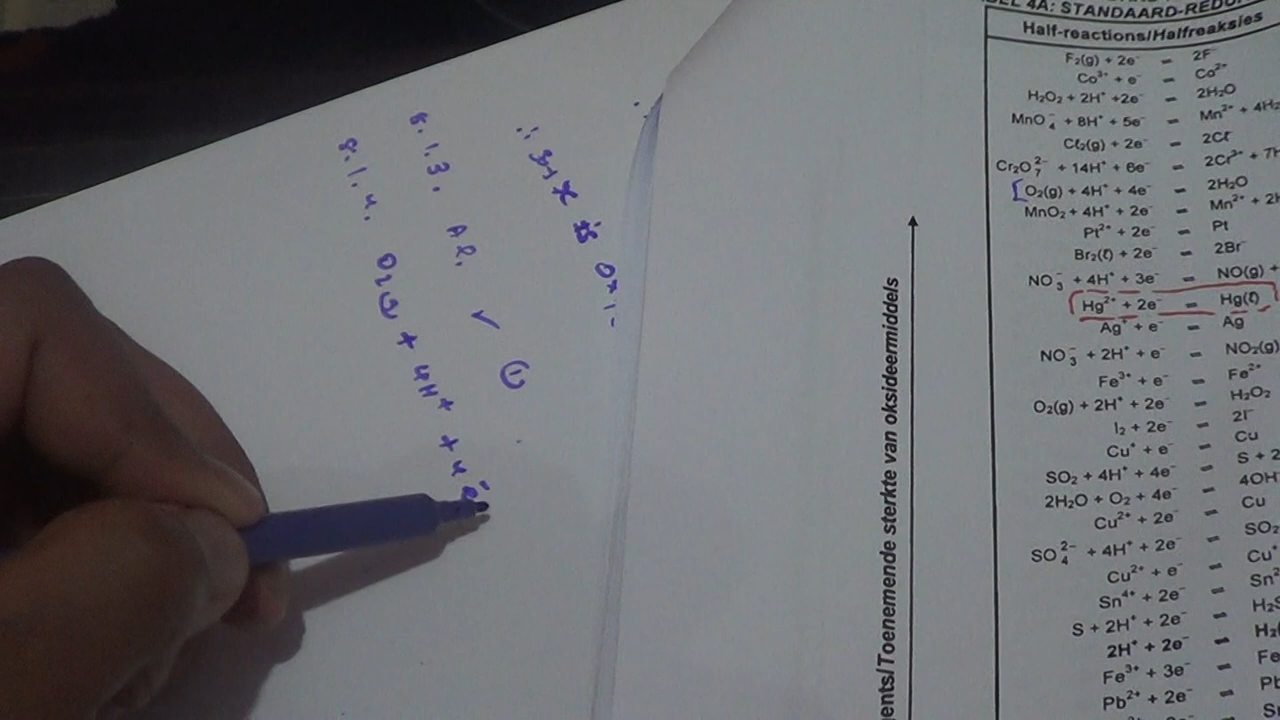 ∴ y+x is 0+1-
8.1.3. Al. ✓ ①
8.1.4. O₂(g) + 4H⁺ + 4e⁻
4A: STANDAARD-REDU
Half-reactions/Halfreaksies
F₂(g) + 2e⁻ = 2F⁻
Co³⁺ + e⁻ = Co²⁺
H₂O₂ + 2H⁺ +2e⁻ = 2H₂O
MnO₄⁻ + 8H⁺ + 5e⁻ = Mn²⁺ + 4H₂
Cℓ₂(g) + 2e⁻ = 2Cℓ
Cr₂O₇²⁻ + 14H⁺ + 6e⁻ = 2Cr³⁺ + 7H
[O₂(g) + 4H⁺ + 4e⁻ = 2H₂O
MnO₂ + 4H⁺ + 2e⁻ = Mn²⁺ + 2H
Pt²⁺ + 2e⁻ = Pt
Br₂(ℓ) + 2e⁻ = 2Br⁻
NO₃⁻ + 4H⁺ + 3e⁻ = NO(g) +
Hg²⁺ + 2e⁻ = Hg(ℓ)
Ag⁺ + e⁻ = Ag
NO₃⁻ + 2H⁺ + e⁻ = NO₂(g)
Fe³⁺ + e⁻ = Fe²⁺
O₂(g) + 2H⁺ + 2e⁻ = H₂O₂
I₂ + 2e⁻ = 2I⁻
Cu⁺ + e⁻ = Cu
SO₂ + 4H⁺ + 4e⁻ = S + 2
2H₂O + O₂ + 4e⁻ = 4OH
Cu²⁺ + 2e⁻ = Cu
SO₄²⁻ + 4H⁺ + 2e⁻ = SO₂
Cu²⁺ + e⁻ = Cu⁺
Sn⁴⁺ + 2e⁻ = Sn²
S + 2H⁺ + 2e⁻ = H₂S
2H⁺ + 2e⁻ = H₂(
Fe³⁺ + 3e⁻ = Fe
Pb²⁺ + 2e⁻ = Pb
ents/Toenemende sterkte van oksideermiddels